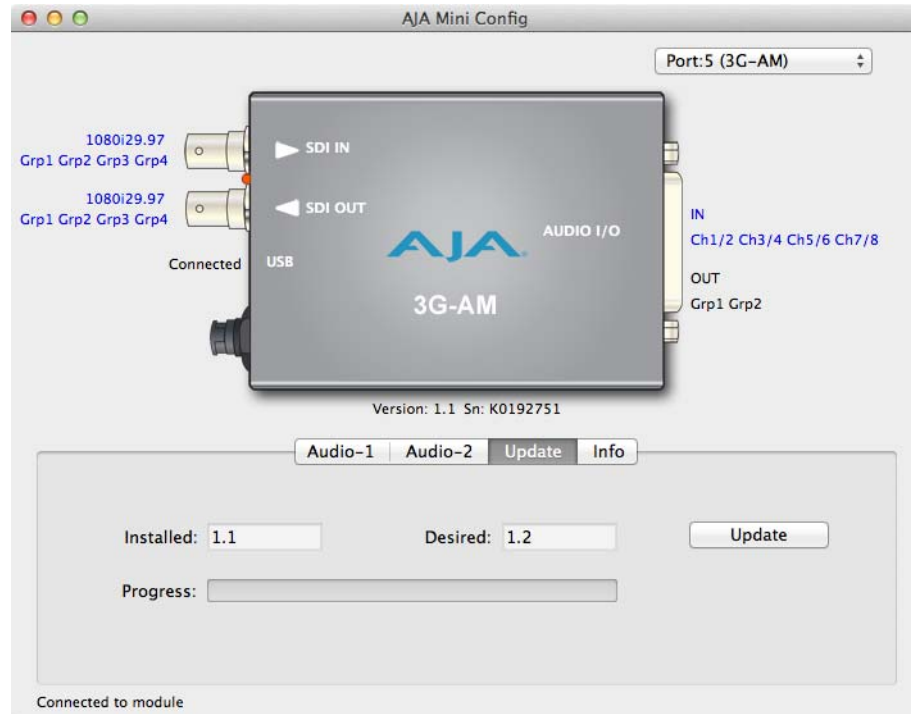 AJA Mini Config
Port:5 (3G-AM)
1080i29.97
Grp1 Grp2 Grp3 Grp4
SDI IN
1080i29.97
Grp1 Grp2 Grp3 Grp4
SDI OUT
Connected
USB
AJA
AUDIO I/O
3G-AM
IN
Ch1/2 Ch3/4 Ch5/6 Ch7/8
OUT
Grp1 Grp2
Version: 1.1 Sn: K0192751
Audio-1 Audio-2 Update Info
Installed: 1.1 Desired: 1.2 Update
Progress:
Connected to module